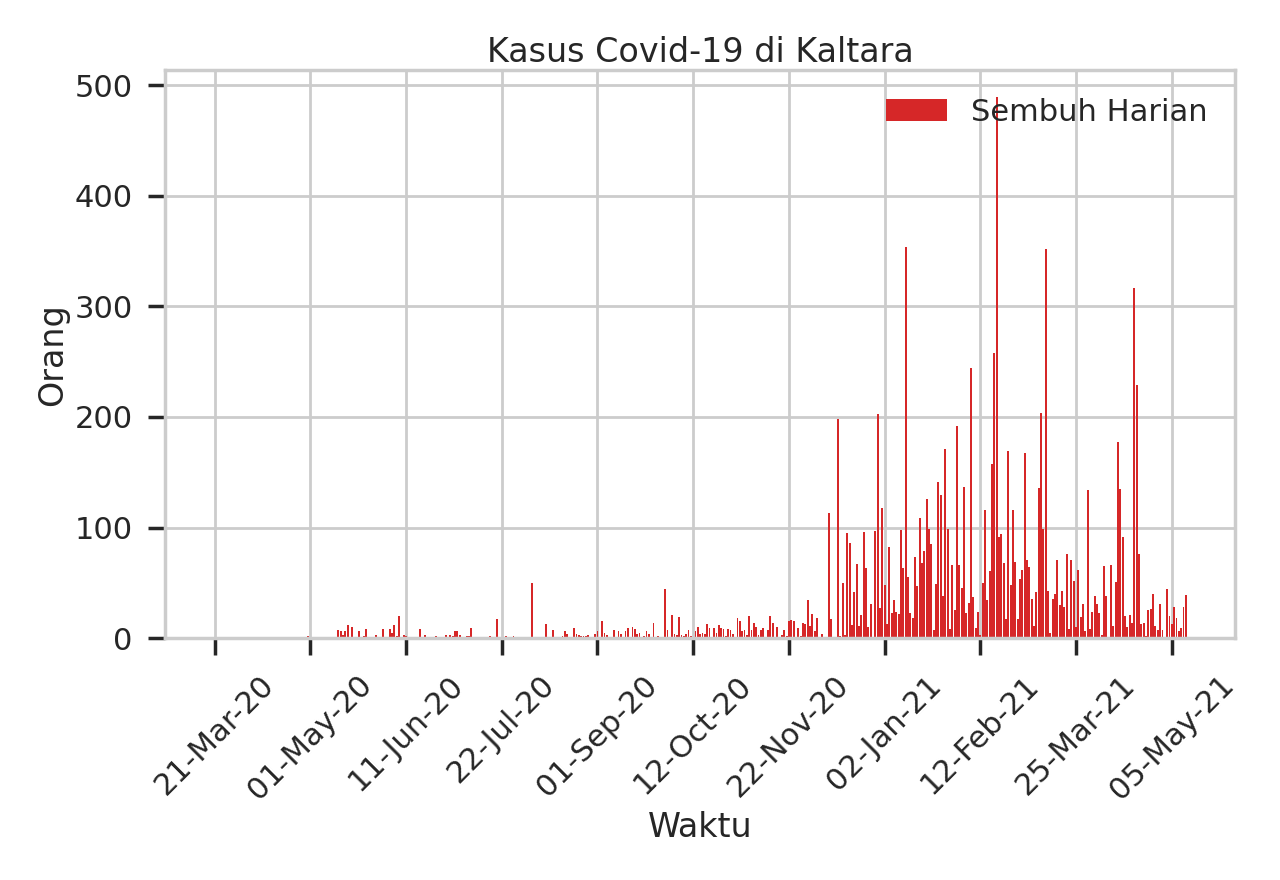 Kasus Covid-19 di Kaltara
Sembuh Harian
Orang
500
400
300
200
100
0
21-Mar-20
01-May-20
11-Jun-20
22-Jul-20
01-Sep-20
12-Oct-20
22-Nov-20
02-Jan-21
12-Feb-21
25-Mar-21
05-May-21
Waktu